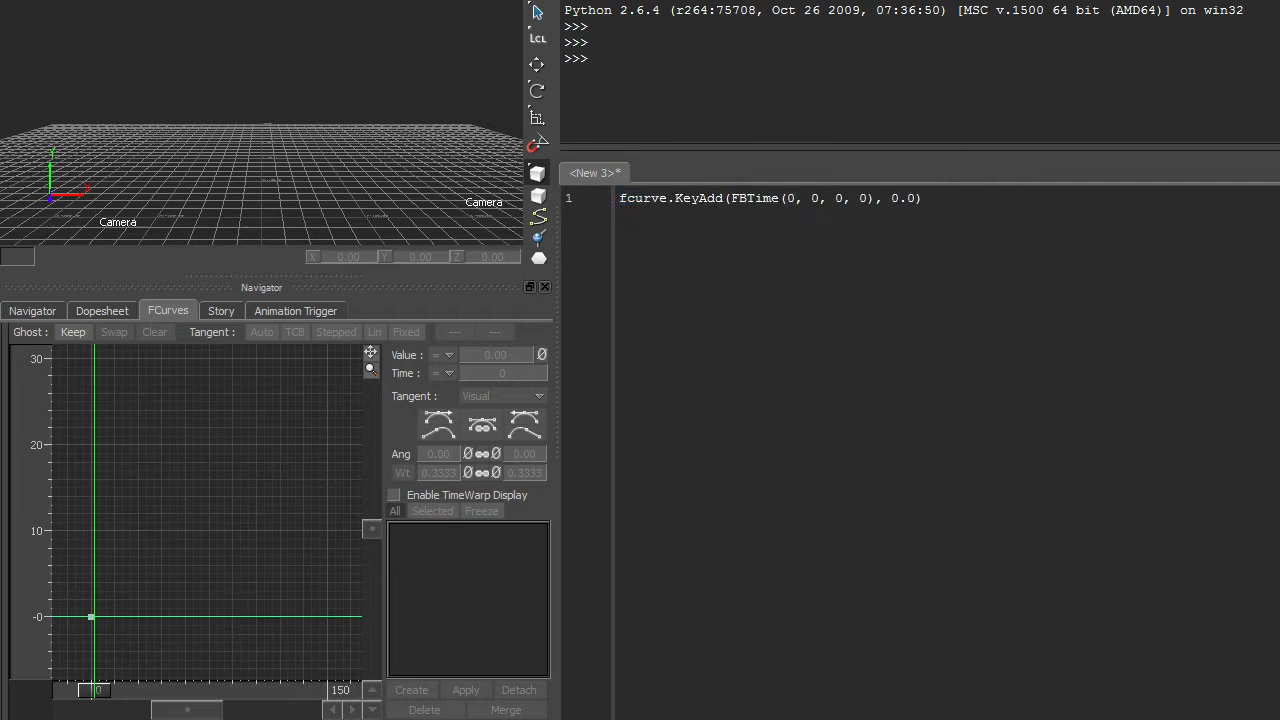 Python 2.6.4 (r264:75708, Oct 26 2009, 07:36:50) [MSC v.1500 64 bit (AMD64)] on win32
>>>
>>>
>>>
LCL
Y
X
Camera
Camera
X 0.00 Y 0.00 Z 0.00
<New 3>*
1 fcurve.KeyAdd(FBTime(0, 0, 0, 0), 0.0)
Navigator
Navigator Dopesheet FCurves Story Animation Trigger
Ghost : Keep Swap Clear Tangent : Auto TCB Stepped Lin Fixed --- ---
30
20
10
-0
0 150
Value : = 0.00
Time : = 0
Tangent : Visual
Ang 0.00 0.00
Wt 0.3333 0.3333
Enable TimeWarp Display
All Selected Freeze
Create Apply Detach
Delete Merge